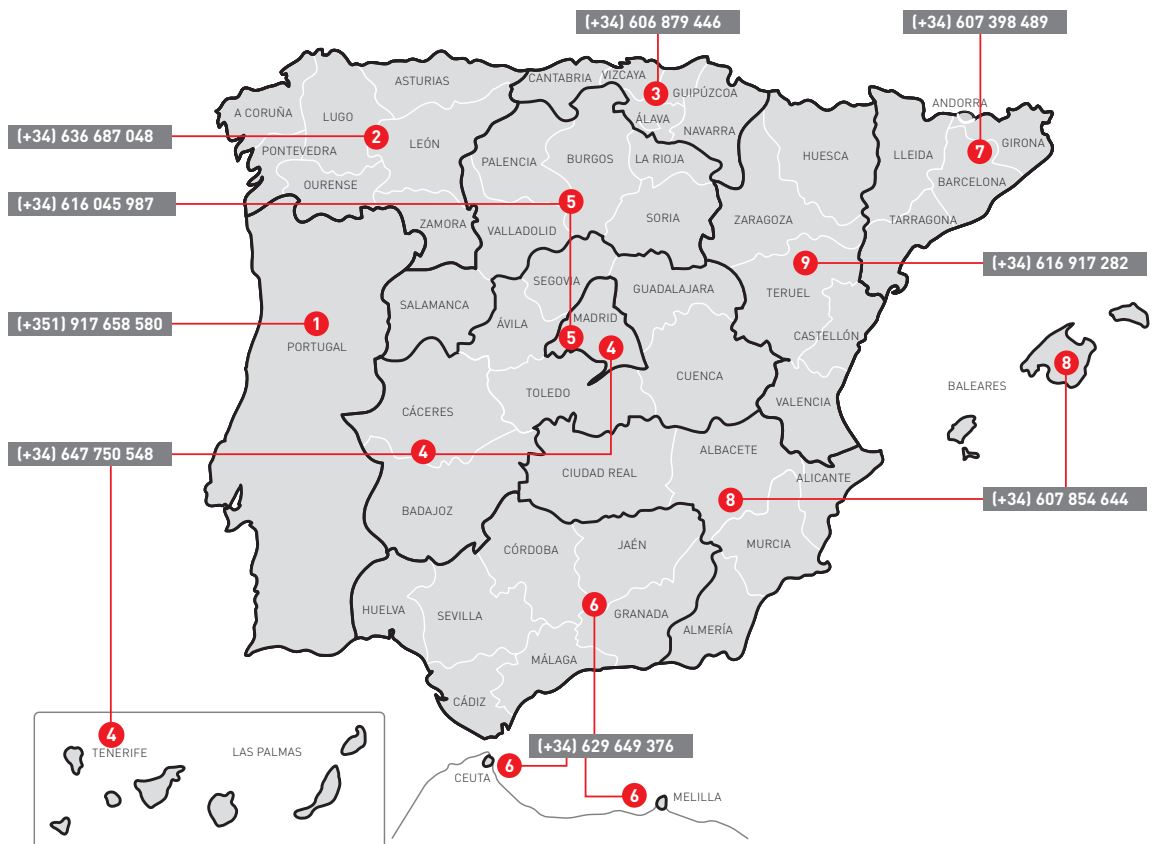 (+34) 606 879 446
(+34) 607 398 489
ASTURIAS
CANTABRIA
VIZCAYA
3
GUIPÚZCOA
A CORUÑA
LUGO
ÁLAVA
ANDORRA
(+34) 636 687 048
2
LEÓN
NAVARRA
GIRONA
PONTEVEDRA
PALENCIA
BURGOS
LA RIOJA
HUESCA
LLEIDA
7
OURENSE
BARCELONA
(+34) 616 045 987
5
ZAMORA
VALLADOLID
SORIA
ZARAGOZA
TARRAGONA
9
(+34) 616 917 282
SEGOVIA
GUADALAJARA
TERUEL
SALAMANCA
(+351) 917 658 580
1
ÁVILA
MADRID
PORTUGAL
5
4
CASTELLÓN
8
CUENCA
BALEARES
TOLEDO
CÁCERES
VALENCIA
(+34) 647 750 548
4
ALBACETE
CIUDAD REAL
ALICANTE
8
(+34) 607 854 644
BADAJOZ
CÓRDOBA
JAÉN
MURCIA
HUELVA
SEVILLA
6
GRANADA
ALMERÍA
MÁLAGA
CÁDIZ
4
TENERIFE
LAS PALMAS
(+34) 629 649 376
CEUTA
6
6
MELILLA